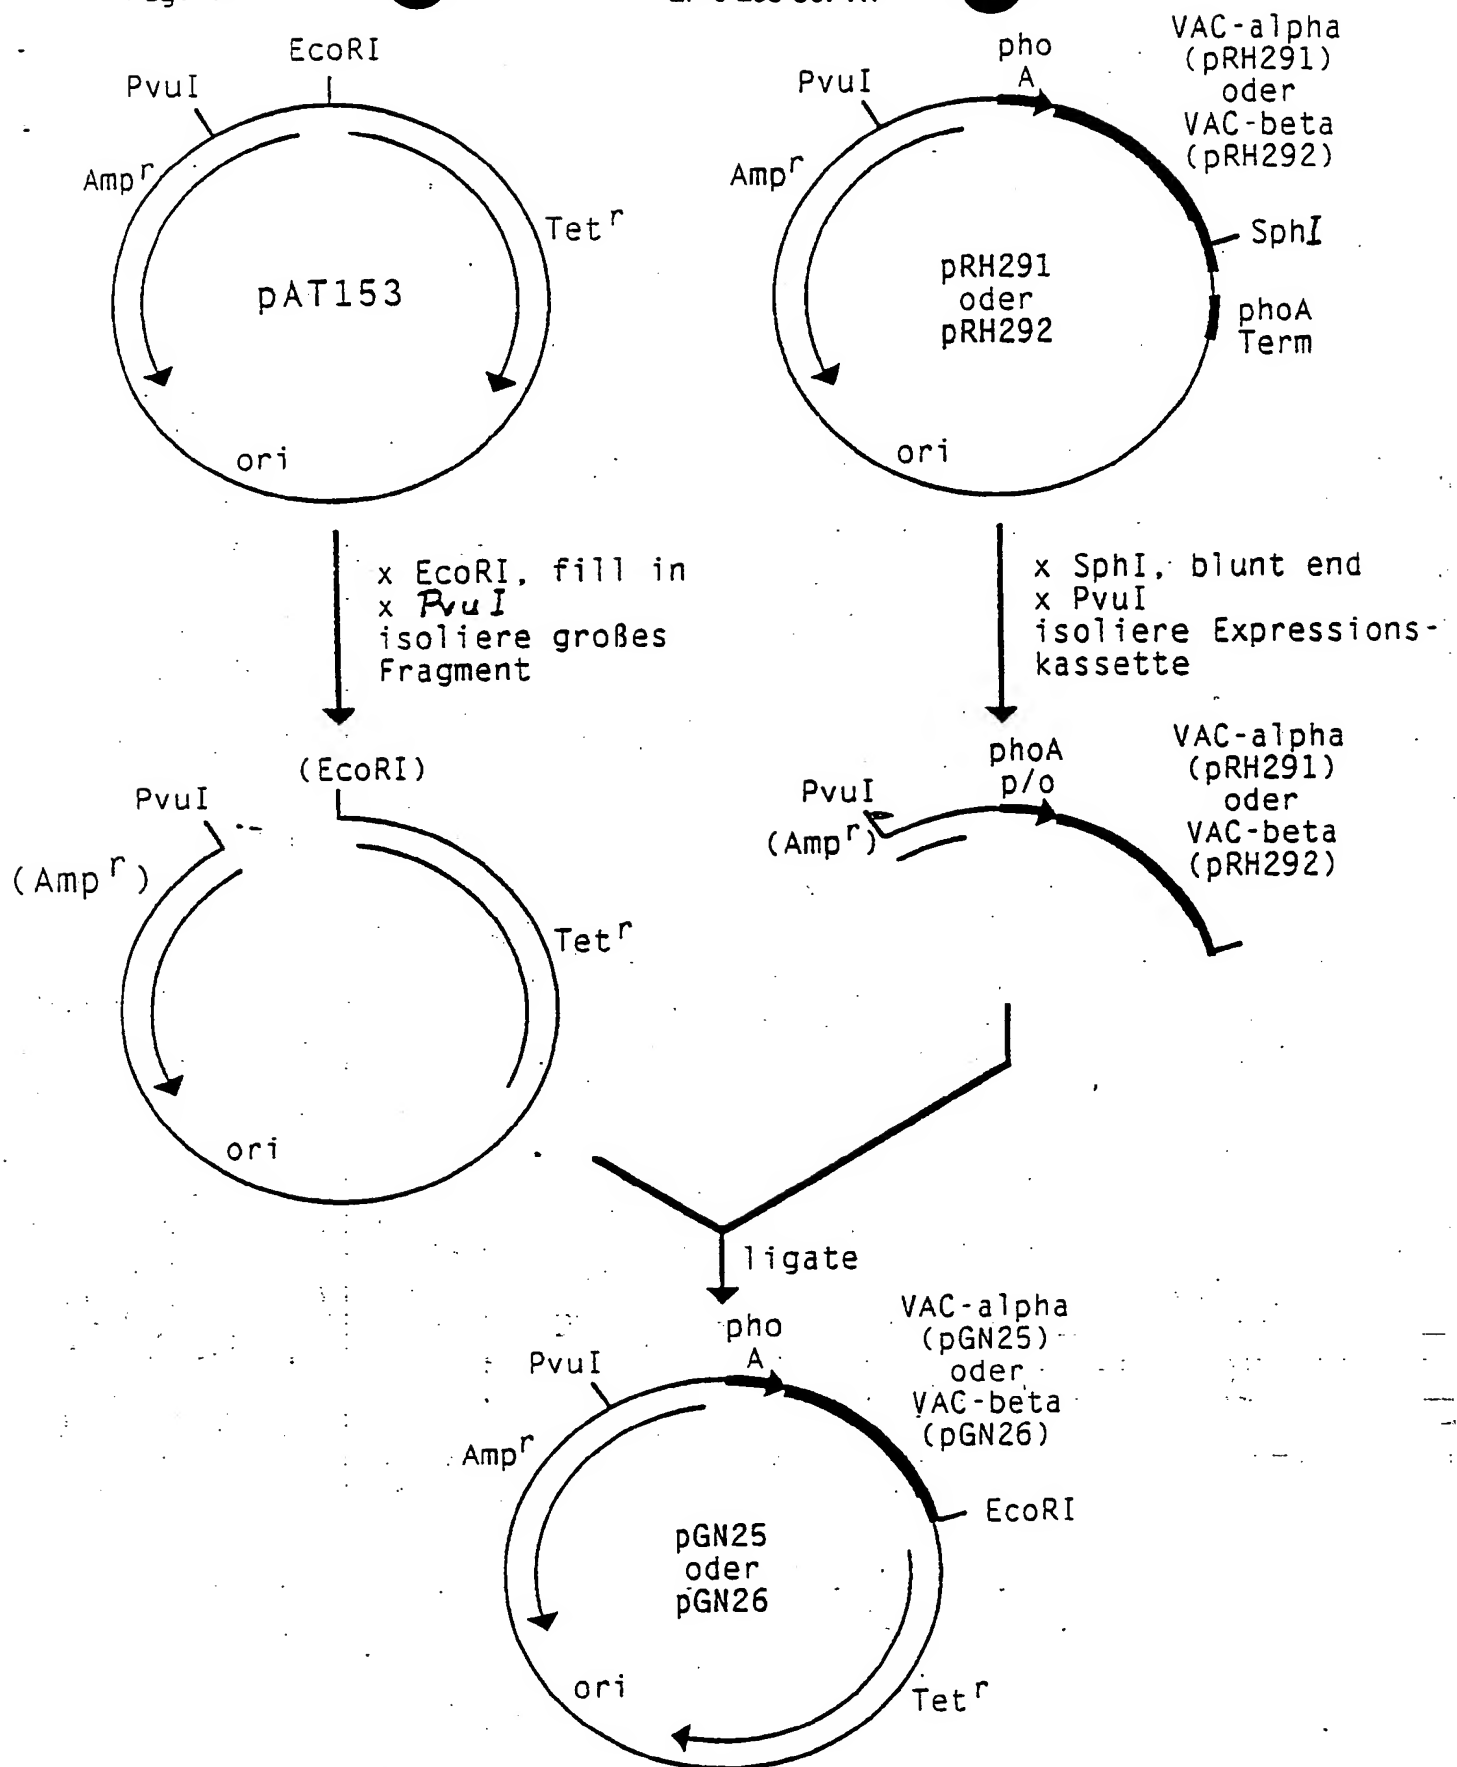 EcoRI
PvuI
Amp r
Tet r
pAT153
ori
pho
A
VAC-alpha
(pRH291)
oder
VAC-beta
(pRH292)
PvuI
Amp r
SphI
pRH291
oder
pRH292
phoA
Term
ori
x EcoRI, fill in
x PvuI
isoliere großes
Fragment
x SphI, blunt end
x PvuI
isoliere Expressions-
kassette
(EcoRI)
PvuI
(Amp r)
Tet r
ori
phoA
p/o
VAC-alpha
(pRH291)
oder
VAC-beta
(pRH292)
PvuI
(Amp r)
ligate
pho
A
VAC-alpha
(pGN25)
oder
VAC-beta
(pGN26)
PvuI
Amp r
EcoRI
pGN25
oder
pGN26
ori
Tet r